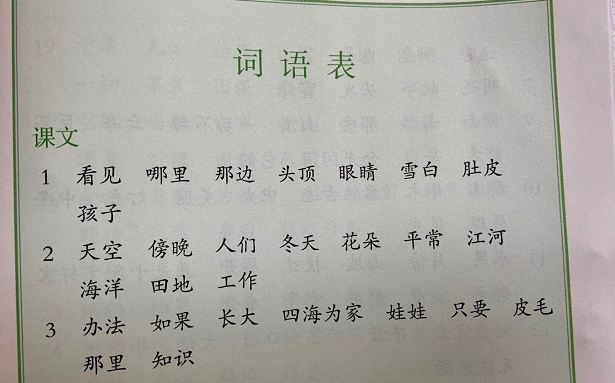 词语表
课文
1 看见 哪里 那边 头顶 眼睛 雪白 肚皮
孩子
2 天空 傍晚 人们 冬天 花朵 平常 江河
海洋 田地 工作
3 办法 如果 长大 四海为家 娃娃 只要 皮毛
那里 知识